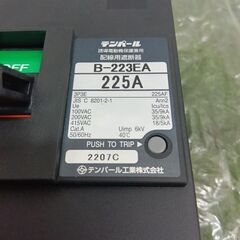 OFF
テンパール
誘導電動機保護兼用
配線用遮断器
B-223EA
225A
3P3E 225AF
JIS C 8201-2-1 Ann2
Ue Icu/Ics
100VAC 35/9kA
200VAC 35/9kA
415VAC 18/5kA
Cat.A Uimp 6kV
50/60Hz 40℃
PUSH TO TRIP
2207C
テンパール工業株式会社